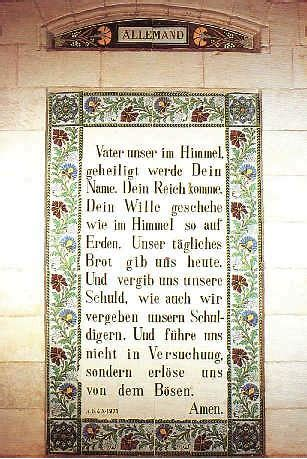 ALLEMAND
Vater unser im Himmel,
geheiligt werde Dein
Name. Dein Reich komme.
Dein Wille geschehe
wie im Himmel so auf
Erden. Unser tägliches
Brot gib uns heute.
Und vergib uns unsere
Schuld, wie auch wir
vergeben unsern Schul-
digern. Und führe uns
nicht in Versuchung,
sondern erlöse uns
von dem Bösen.
Amen.